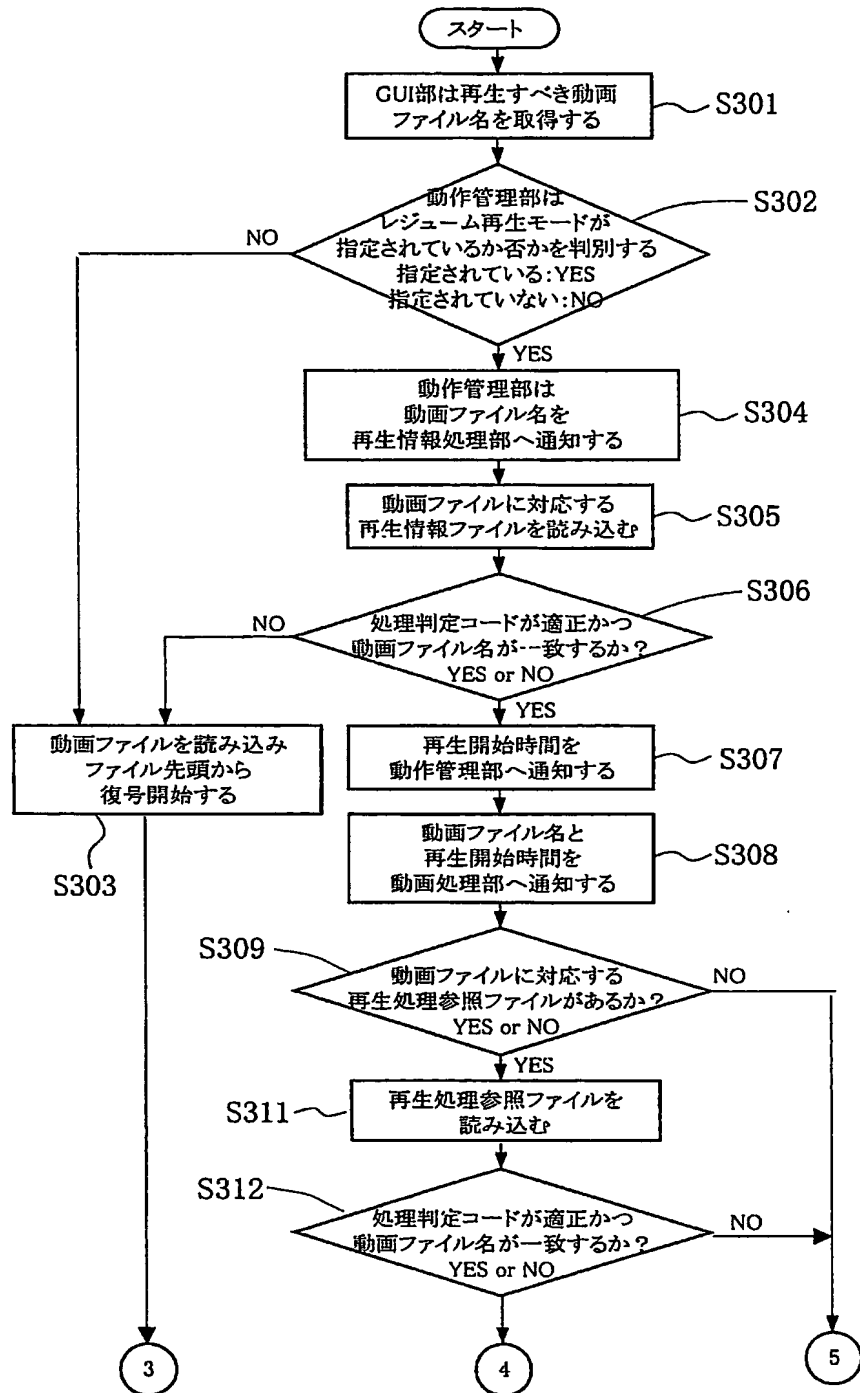 スタート
GUI部は再生すべき動画
ファイル名を取得する
S301
動作管理部は
レジューム再生モードが
指定されているか否かを判別する
指定されている:YES
指定されていない:NO
S302
NO
YES
動作管理部は
動画ファイル名を
再生情報処理部へ通知する
S304
動画ファイルに対応する
再生情報ファイルを読み込む
S305
処理判定コードが適正かつ
動画ファイル名が一致するか?
YES or NO
S306
NO
YES
動画ファイルを読み込み
ファイル先頭から
復号開始する
S303
再生開始時間を
動作管理部へ通知する
S307
動画ファイル名と
再生開始時間を
動画処理部へ通知する
S308
S309
動画ファイルに対応する
再生処理参照ファイルがあるか?
YES or NO
NO
YES
S311
再生処理参照ファイルを
読み込む
S312
処理判定コードが適正かつ
動画ファイル名が一致するか?
YES or NO
NO
3
4
5